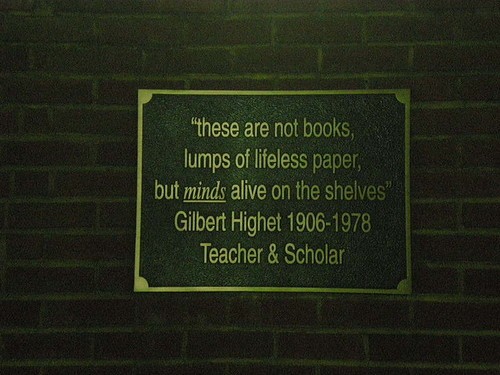 “these are not books,
lumps of lifeless paper,
but minds alive on the shelves”
Gilbert Highet 1906-1978
Teacher & Scholar